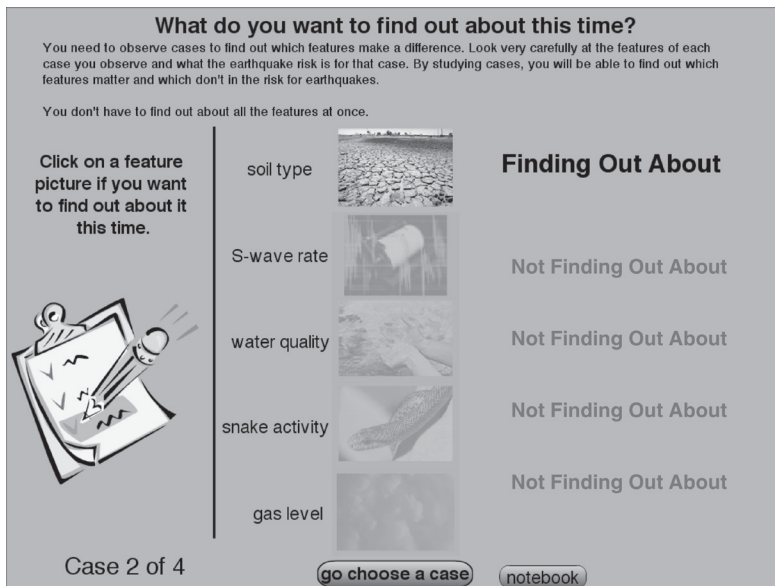 What do you want to find out about this time?
You need to observe cases to find out which features make a difference. Look very carefully at the features of each
case you observe and what the earthquake risk is for that case. By studying cases, you will be able to find out which
features matter and which don't in the risk for earthquakes.
You don't have to find out about all the features at once.
Click on a feature
picture if you want
to find out about it
this time.
soil type
Finding Out About
S-wave rate
Not Finding Out About
water quality
Not Finding Out About
snake activity
Not Finding Out About
gas level
Not Finding Out About
Case 2 of 4
go choose a case
notebook